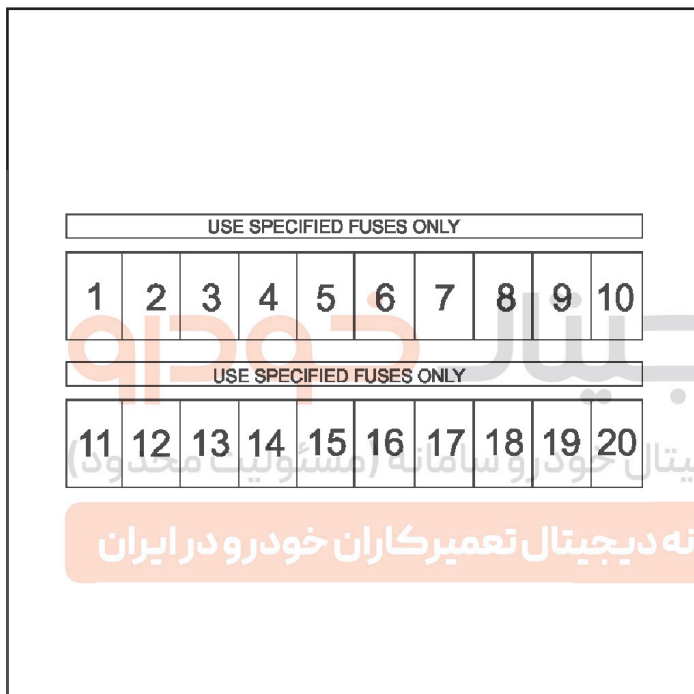 USE SPECIFIED FUSES ONLY
1 2 3 4 5 6 7 8 9 10
خودرو جیتال
USE SPECIFIED FUSES ONLY
11 12 13 14 15 16 17 18 19 20
یتال خودرو سامانه (مسئولیت محدود)
نه دیجیتال تعمیرکاران خودرو در ایران